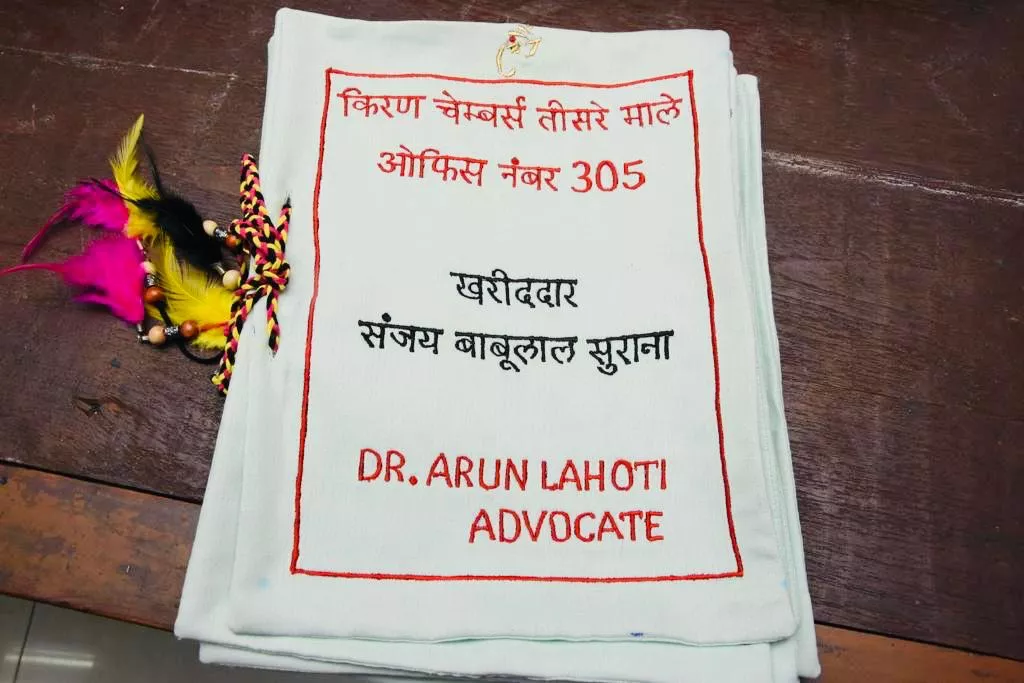 किरण चेम्बर्स तीसरे माले
ओफिस नंबर 305
खरीददार
संजय बाबूलाल सुराना
DR. ARUN LAHOTI
ADVOCATE